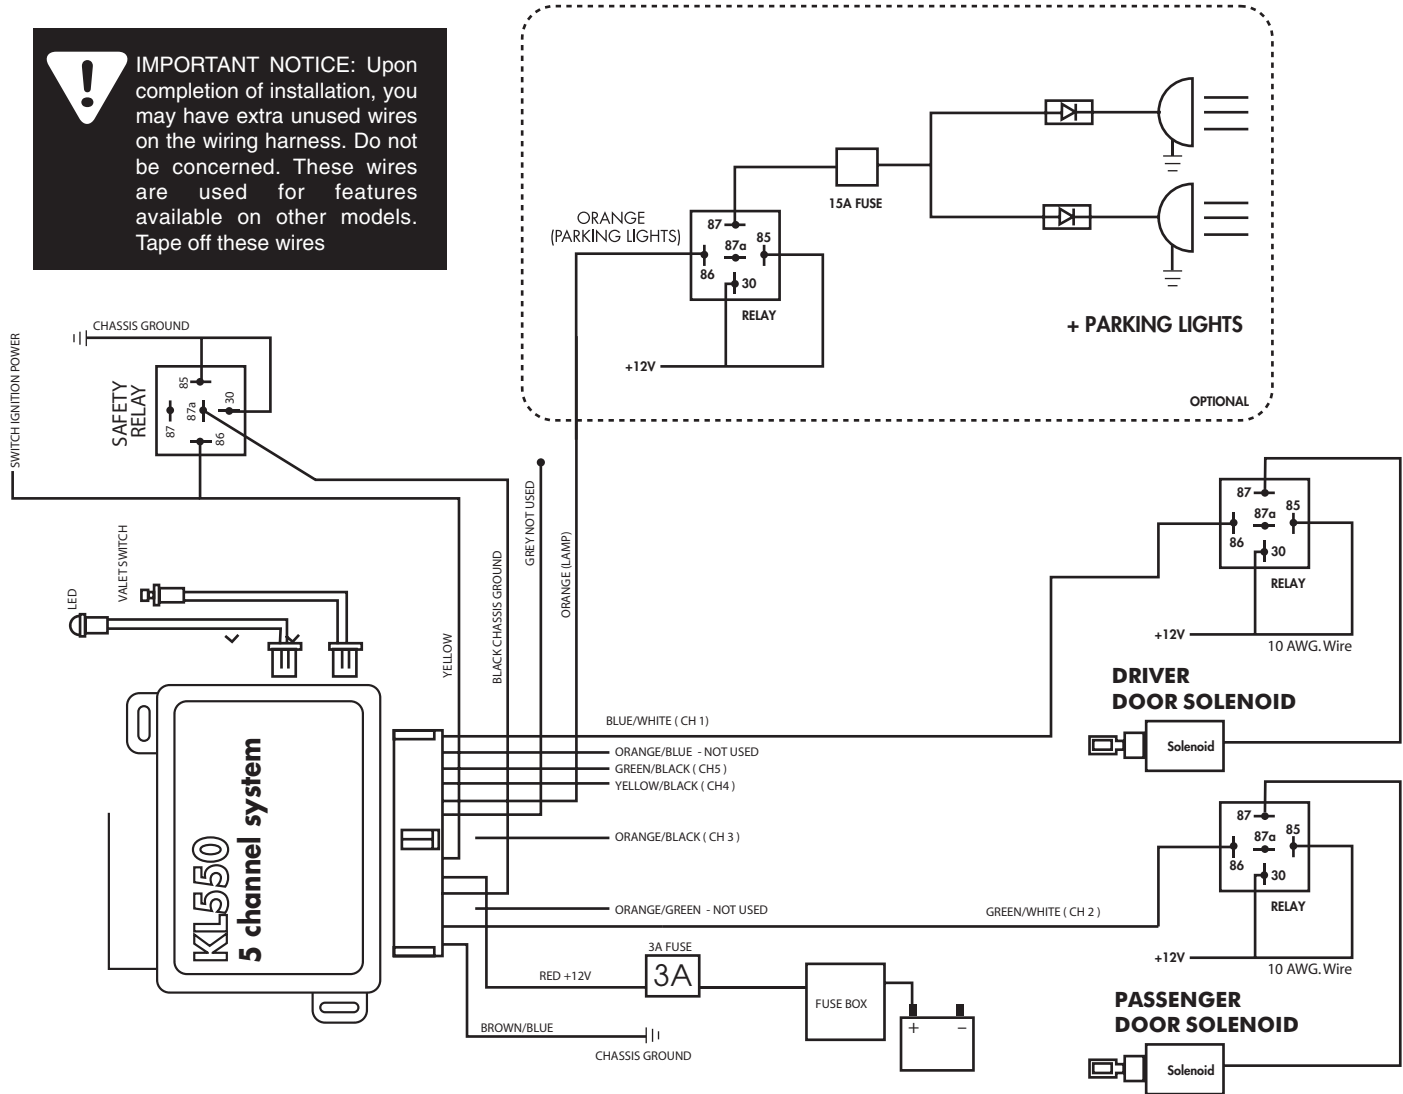 IMPORTANT NOTICE: Upon
completion of installation, you
may have extra unused wires
on the wiring harness. Do not
be concerned. These wires
are used for features
available on other models.
Tape off these wires
15A FUSE
ORANGE
(PARKING LIGHTS)
87
85
87a
86
30
RELAY
+ PARKING LIGHTS
+12V
OPTIONAL
CHASSIS GROUND
SWITCH IGNITION POWER
SAFETY
RELAY
85
30
87a
87
86
LED
VALET SWITCH
YELLOW
BLACK CHASSIS GROUND
GREY NOT USED
ORANGE (LAMP)
87
85
87a
86
30
RELAY
+12V
10 AWG. Wire
DRIVER
DOOR SOLENOID
Solenoid
KL550
5 channel system
BLUE/WHITE ( CH 1)
ORANGE/BLUE - NOT USED
GREEN/BLACK ( CH5 )
YELLOW/BLACK ( CH4 )
ORANGE/BLACK ( CH 3 )
ORANGE/GREEN - NOT USED
GREEN/WHITE ( CH 2 )
87
85
87a
86
30
RELAY
+12V
10 AWG. Wire
PASSENGER
DOOR SOLENOID
Solenoid
3A FUSE
3A
RED +12V
FUSE BOX
+ −
BROWN/BLUE
CHASSIS GROUND